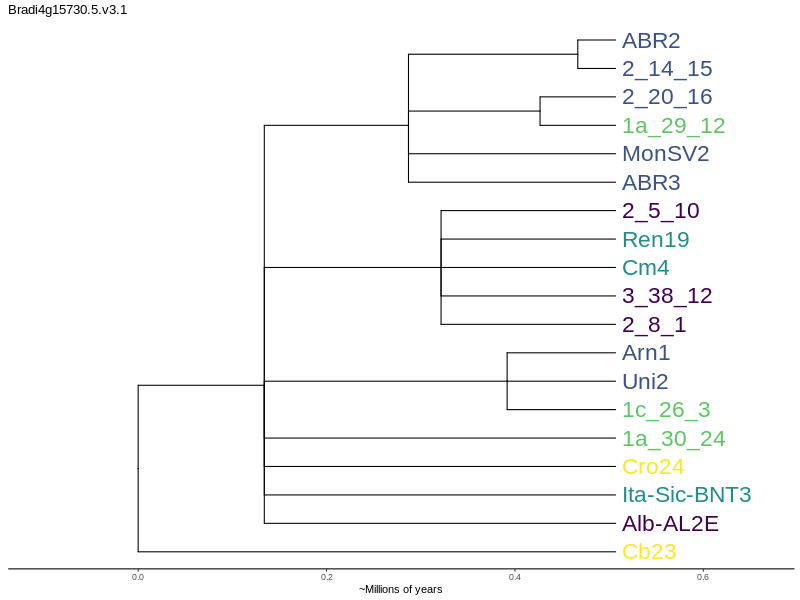 Bradi4g15730.5.v3.1
ABR2
2_14_15
2_20_16
1a_29_12
MonSV2
ABR3
2_5_10
Ren19
Cm4
3_38_12
2_8_1
Arn1
Uni2
1c_26_3
1a_30_24
Cro24
Ita-Sic-BNT3
Alb-AL2E
Cb23
0.0 0.2 0.4 0.6
~Millions of years